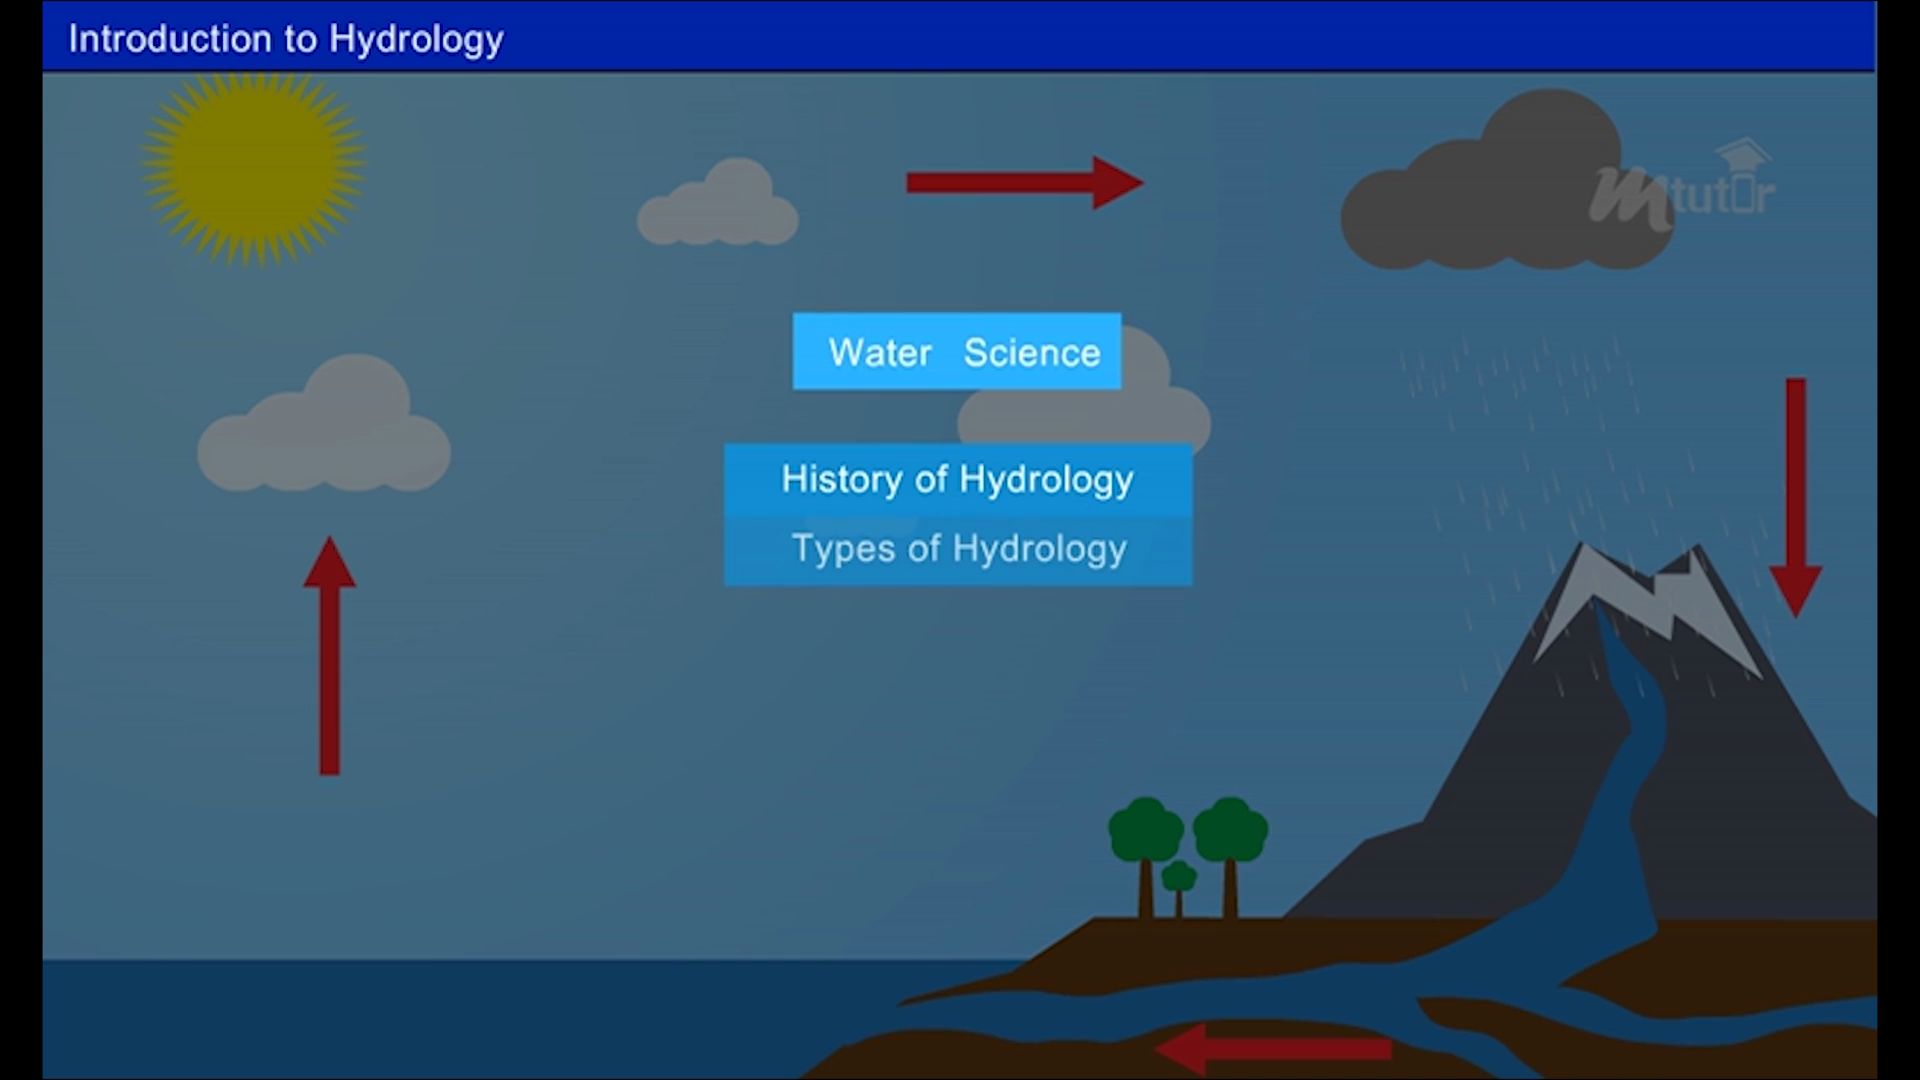 Introduction to Hydrology
Mtutor
Water Science
History of Hydrology
Types of Hydrology